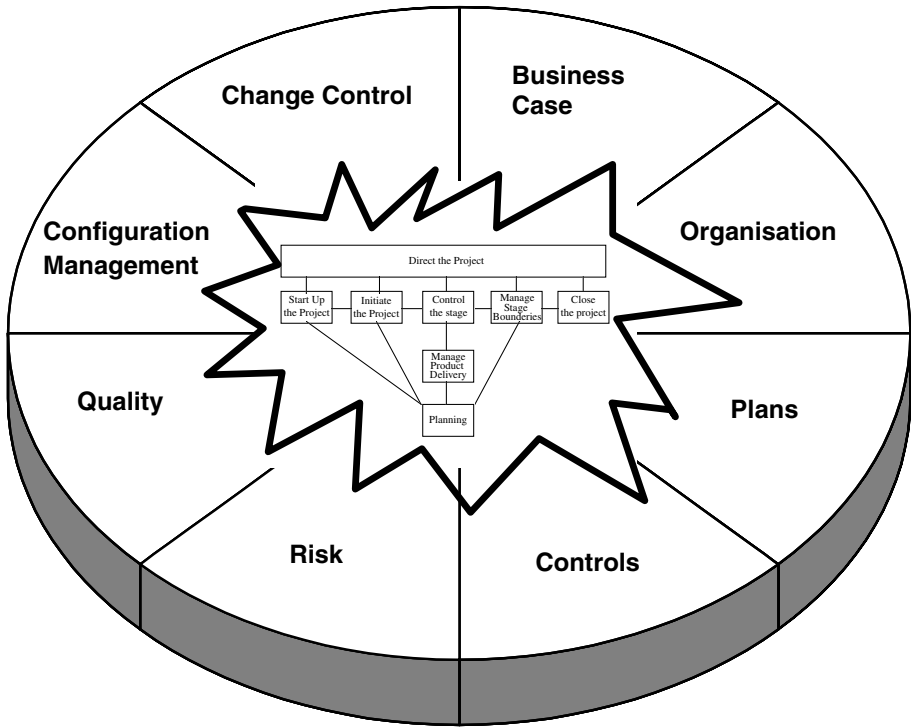 Change Control
Business
Case
Configuration
Management
Organisation
Direct the Project
Start Up
the Project
Initiate
the Project
Control
the stage
Manage
Stage
Bounderies
Close
the project
Manage
Product
Delivery
Planning
Quality
Plans
Risk
Controls